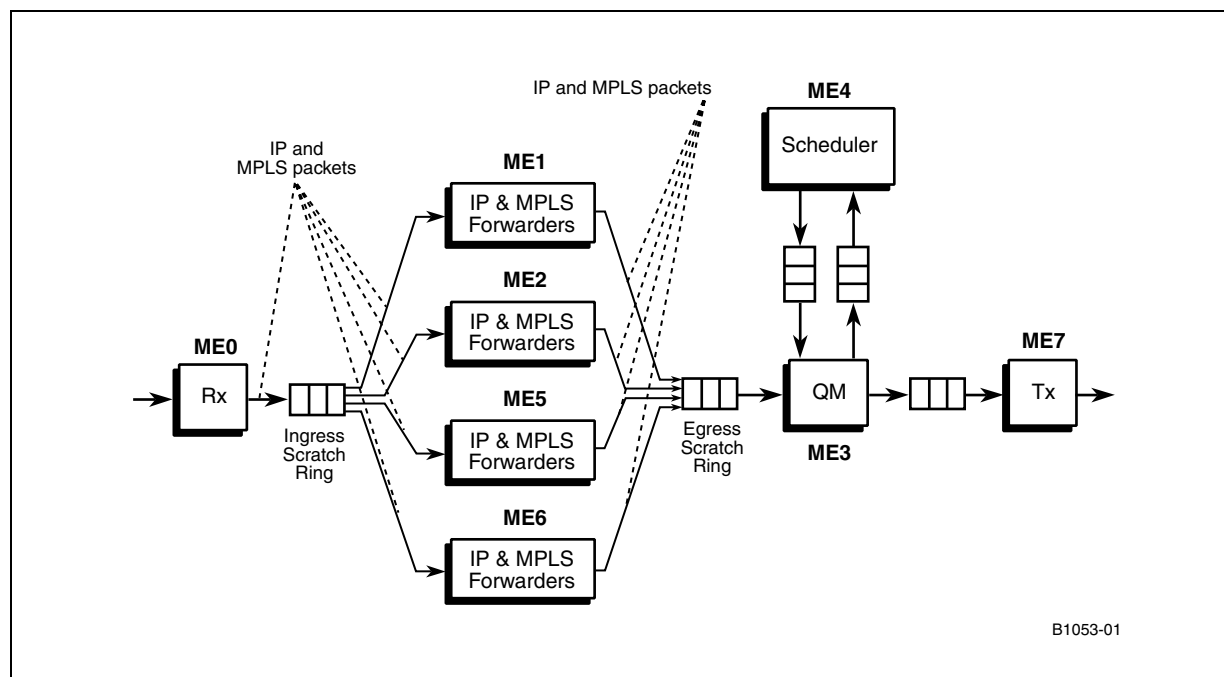 IP and MPLS packets
ME4
Scheduler
IP and
MPLS packets
ME1
IP & MPLS
Forwarders
ME2
IP & MPLS
Forwarders
ME0
Rx
Ingress
Scratch
Ring
ME5
IP & MPLS
Forwarders
ME6
IP & MPLS
Forwarders
Egress
Scratch
Ring
QM
ME3
ME7
Tx
B1053-01